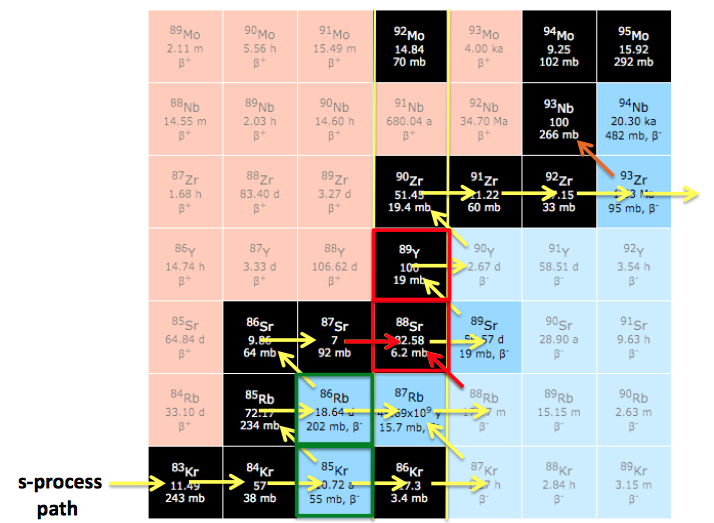 ⁸⁹Mo
2.11 m
β⁺
⁹⁰Mo
5.56 h
β⁺
⁹¹Mo
15.49 m
β⁺
⁹²Mo
14.84
70 mb
⁹³Mo
4.00 ka
β⁺
⁹⁴Mo
9.25
102 mb
⁹⁵Mo
15.92
292 mb
⁸⁸Nb
14.55 m
β⁺
⁸⁹Nb
2.03 h
β⁺
⁹⁰Nb
14.60 h
β⁺
⁹¹Nb
680.04 a
β⁺
⁹²Nb
34.70 Ma
β⁺
⁹³Nb
100
266 mb
⁹⁴Nb
20.30 ka
482 mb, β⁻
⁸⁷Zr
1.68 h
β⁺
⁸⁸Zr
83.40 d
β⁺
⁸⁹Zr
3.27 d
β⁺
⁹⁰Zr
51.45
19.4 mb
⁹¹Zr
60 mb
⁹²Zr
33 mb
⁹³Zr
95 mb, β⁻
⁸⁶Y
14.74 h
β⁺
⁸⁷Y
3.33 d
β⁺
⁸⁸Y
106.62 d
β⁺
⁸⁹Y
100
19 mb
⁹⁰Y
2.67 d
β⁻
⁹¹Y
58.51 d
β⁻
⁹²Y
3.54 h
β⁻
⁸⁵Sr
64.84 d
β⁺
⁸⁶Sr
9.86
64 mb
⁸⁷Sr
7
92 mb
⁸⁸Sr
82.58
6.2 mb
⁸⁹Sr
d
19 mb, β⁻
⁹⁰Sr
28.90 a
β⁻
⁹¹Sr
9.63 h
β⁻
⁸⁴Rb
33.10 d
β⁺
⁸⁵Rb
72.17
234 mb
⁸⁶Rb
18.64 d
202 mb, β⁻
⁸⁷Rb
y
15.7 mb,
⁸⁸Rb
m
β⁻
⁸⁹Rb
15.15 m
β⁻
⁹⁰Rb
2.63 m
β⁻
s-process
path
⁸³Kr
11.49
243 mb
⁸⁴Kr
57
38 mb
⁸⁵Kr
10.72 a
55 mb, β⁻
⁸⁶Kr
17.3
3.4 mb
⁸⁷Kr
h
β⁻
⁸⁸Kr
2.84 h
β⁻
⁸⁹Kr
3.15 m
β⁻